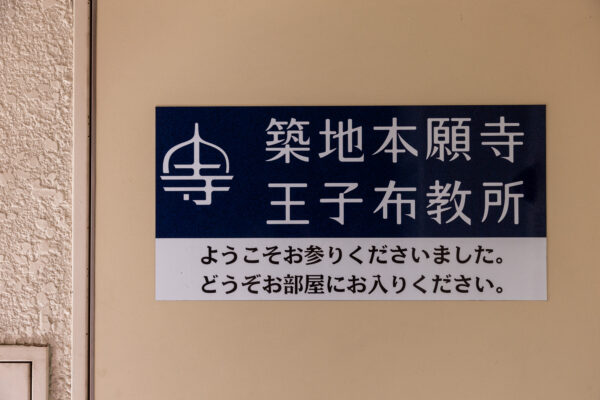 築地本願寺
王子布教所
ようこそお参りくださいました。
どうぞお部屋にお入りください。